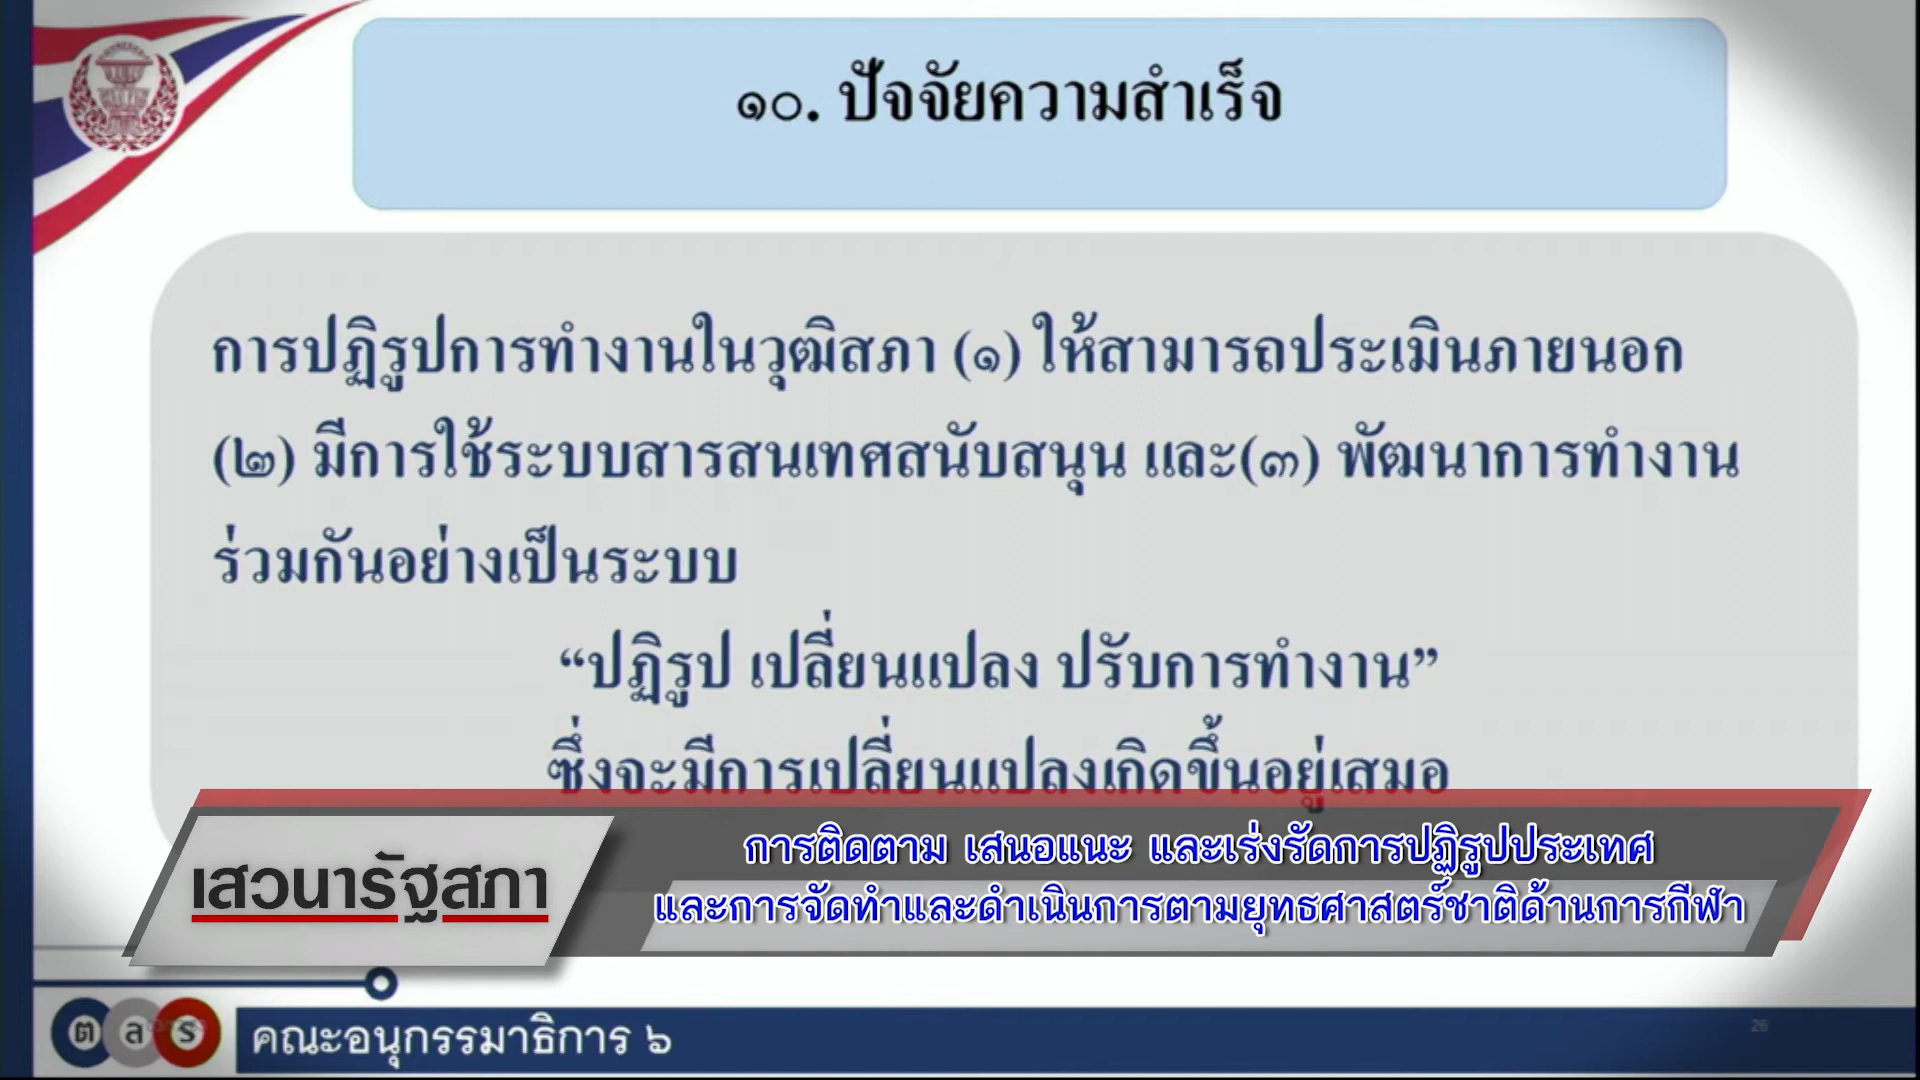 ๑๐. ปัจจัยความสำเร็จ
การปฏิรูปการทำงานในวุฒิสภา (๑) ให้สามารถประเมินภายนอก
(๒) มีการใช้ระบบสารสนเทศสนับสนุน และ(๓) พัฒนาการทำงาน
ร่วมกันอย่างเป็นระบบ
“ปฏิรูป เปลี่ยนแปลง ปรับการทำงาน”
ซึ่งจะมีการเปลี่ยนแปลงเกิดขึ้นอยู่เสมอ
เสวนารัฐสภา
การติดตาม เสนอแนะ และเร่งรัดการปฏิรูปประเทศ
และการจัดทำและดำเนินการตามยุทธศาสตร์ชาติด้านการกีฬา
ต ส ร
คณะอนุกรรมาธิการ ๖
26